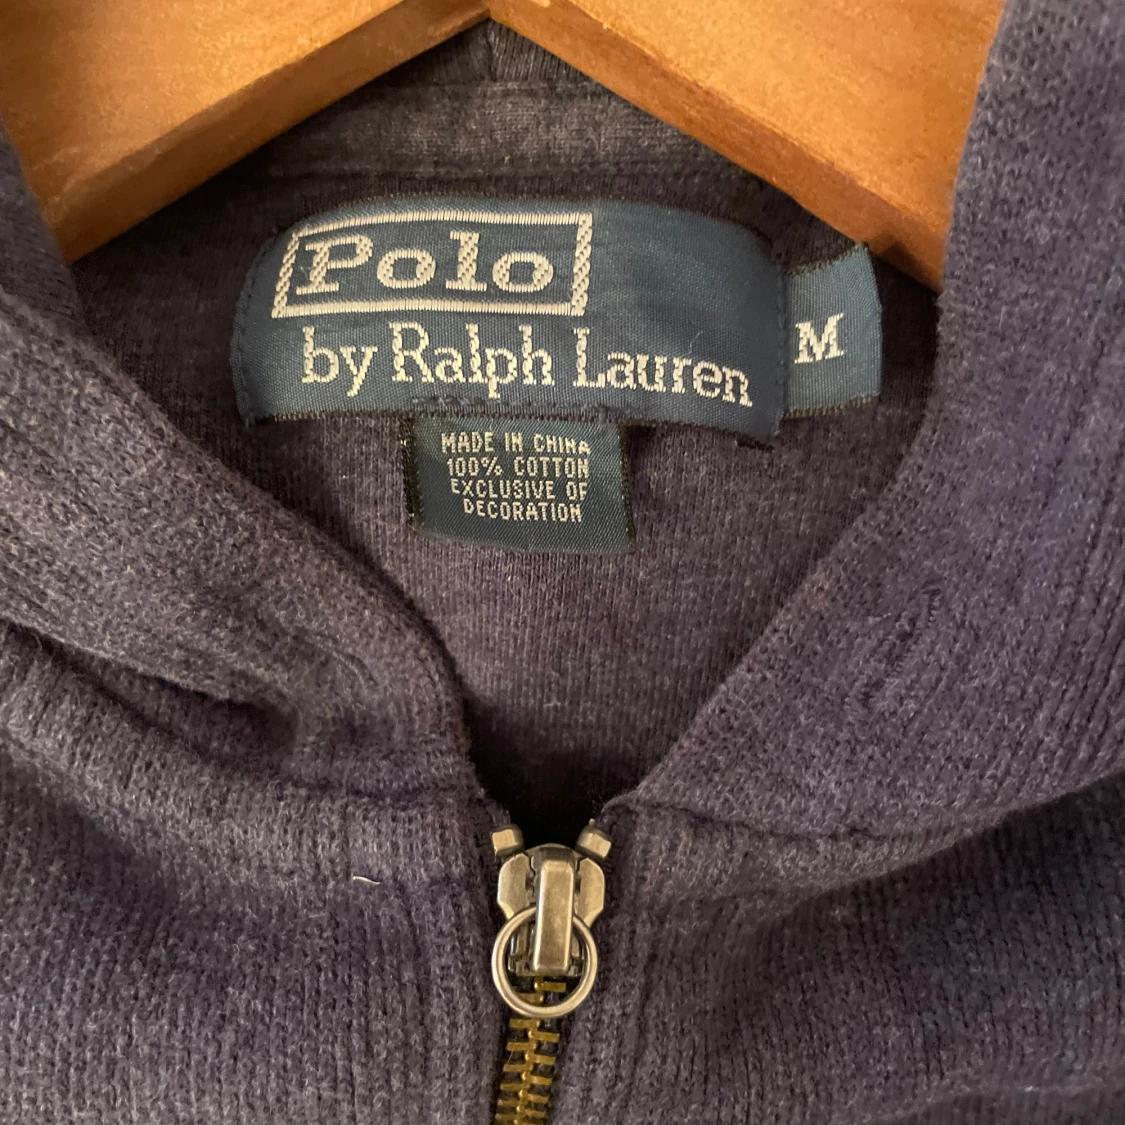 Polo
by Ralph Lauren
M
MADE IN CHINA
100% COTTON
EXCLUSIVE OF
DECORATION